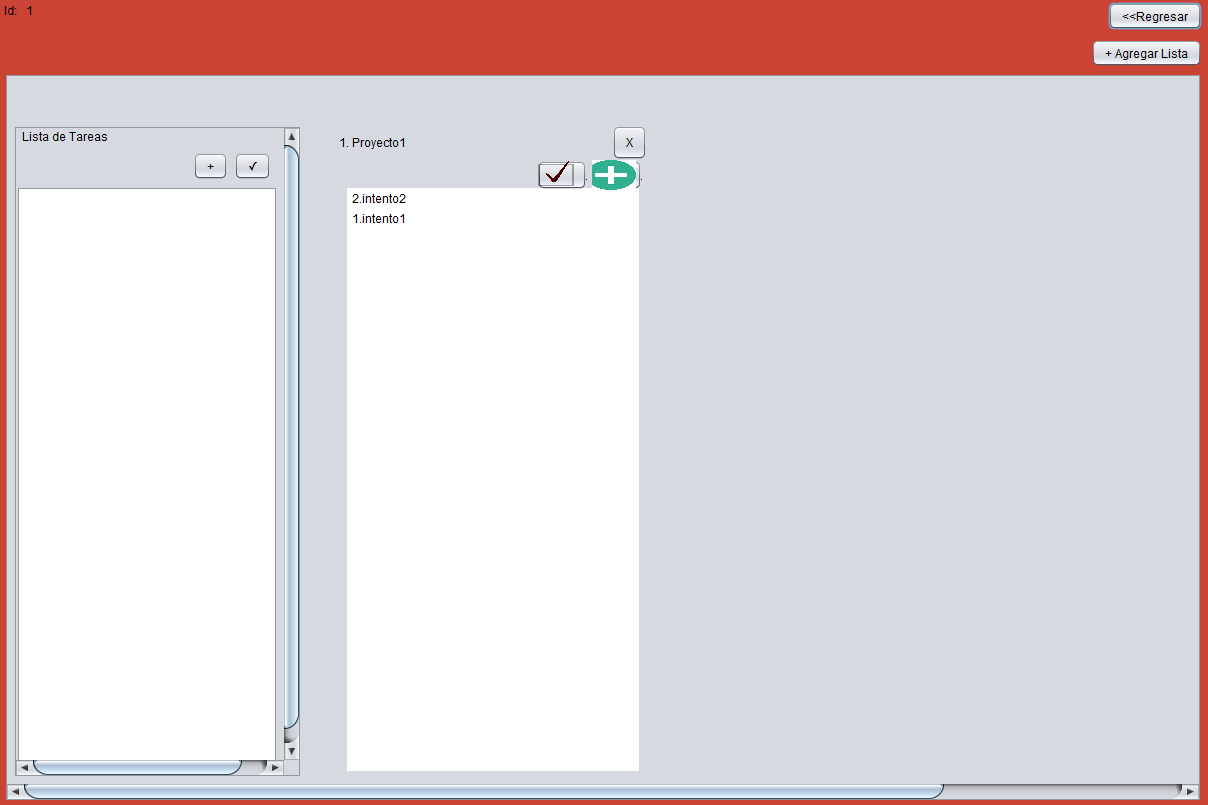 Id: 1
<<Regresar
+ Agregar Lista
Lista de Tareas
+ ✓
1. Proyecto1
X
2.intento2
1.intento1